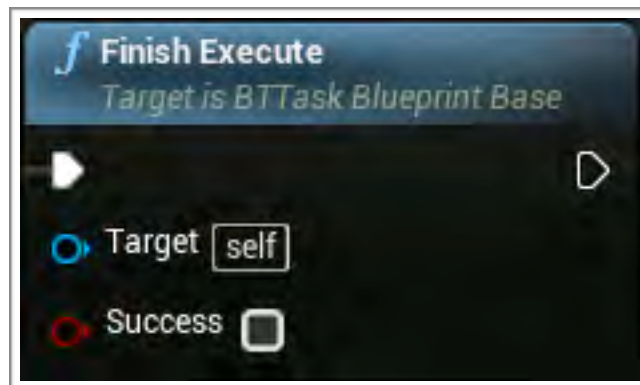 f Finish Execute
Target is BTTask Blueprint Base
Target self
Success